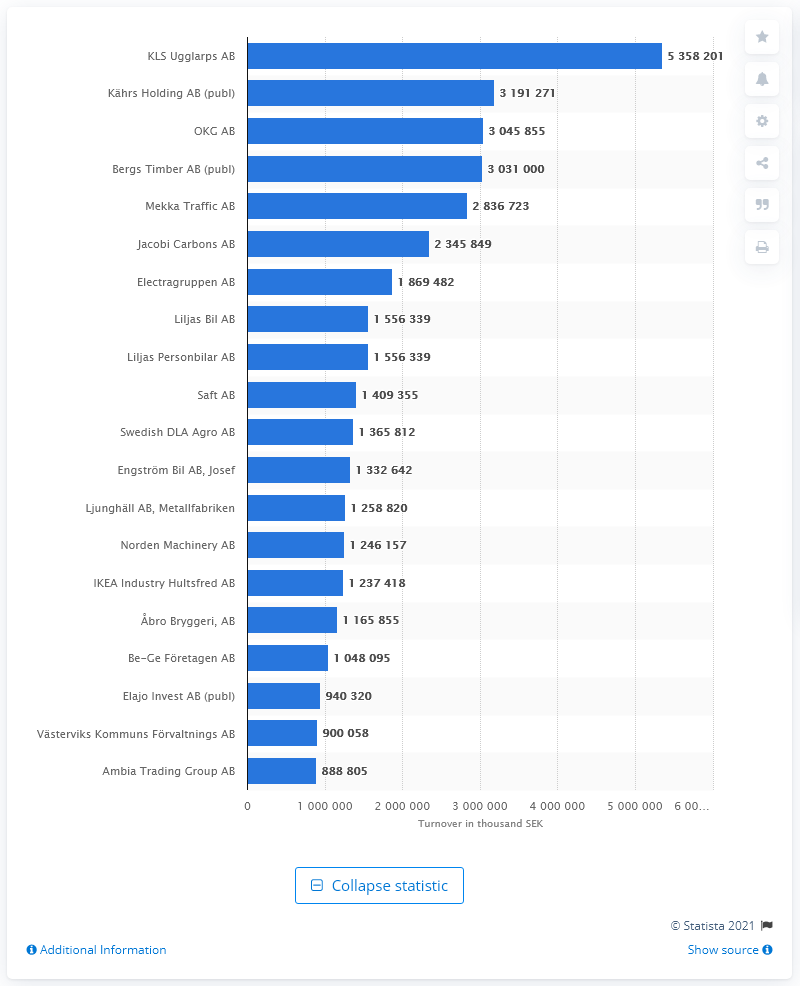 KLS Ugglarps AB 5 358 201
Kährs Holding AB (publ) 3 191 271
OKG AB 3 045 855
Bergs Timber AB (publ) 3 031 000
Mekka Traffic AB 2 836 723
Jacobi Carbons AB 2 345 849
Electragruppen AB 1 869 482
Liljas Bil AB 1 556 339
Liljas Personbilar AB 1 556 339
Saft AB 1 409 355
Swedish DLA Agro AB 1 365 812
Engström Bil AB, Josef 1 332 642
Ljunghäll AB, Metallfabriken 1 258 820
Norden Machinery AB 1 246 157
IKEA Industry Hultsfred AB 1 237 418
Åbro Bryggeri, AB 1 165 855
Be-Ge Företagen AB 1 048 095
Elajo Invest AB (publ) 940 320
Västerviks Kommuns Förvaltnings AB 900 058
Ambia Trading Group AB 888 805
0 1 000 000 2 000 000 3 000 000 4 000 000 5 000 000 6 00...
Turnover in thousand SEK
Collapse statistic
© Statista 2021
Additional Information Show source